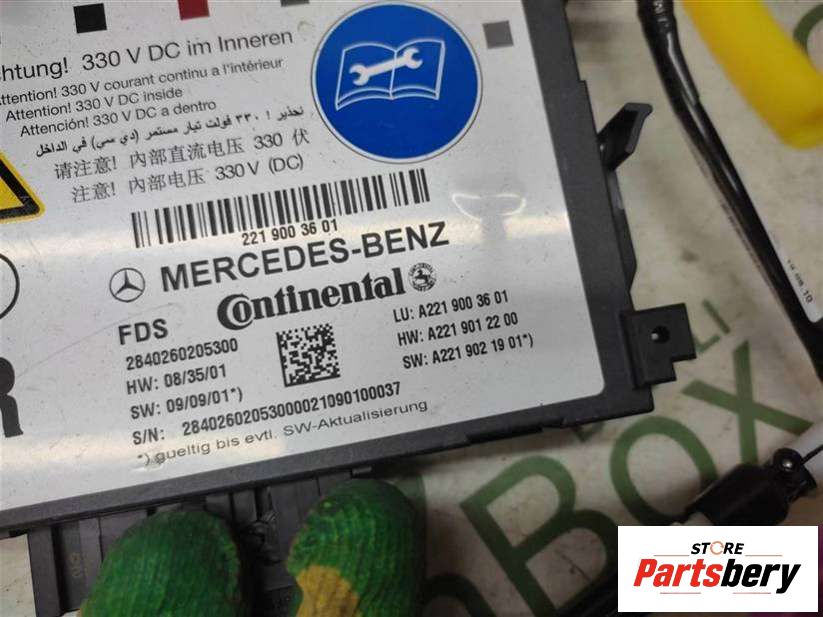 chtung! 330 V DC im Inneren
Attention! 330 V courant continu a l'intérieur
Attention! 330 V DC inside
Attención! 330 V DC a dentro
تحذير ! ٣٣٠ فولت تيار مستمر (دي سي) في الداخل
请注意! 内部直流电压 330 伏
注意! 內部电压 330 V (DC)
221 900 36 01
MERCEDES-BENZ
Continental
FDS
2840260205300
HW: 08/35/01
SW: 09/09/01*)
S/N: 28402602053000021090100037
*) gueltig bis evtl. SW-Aktualisierung
LU: A221 900 36 01
HW: A221 901 22 00
SW: A221 902 19 01*)
R
BOX
STORE
Partsbery